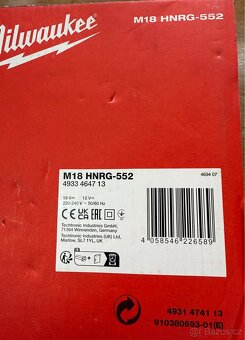 Milwaukee
M18 HNRG-552
M18 HNRG-552
4933 4647 13
4694 07
18 V⎓ 12 V⎓
220-240 V ~ 50/60 Hz
Techtronic Industries GmbH
71364 Winnenden, Germany
Techtronic Industries (UK) Ltd
Marlow, SL7 1YL, UK
4 058546 226589
4931 4741 13
910380693-01(E)